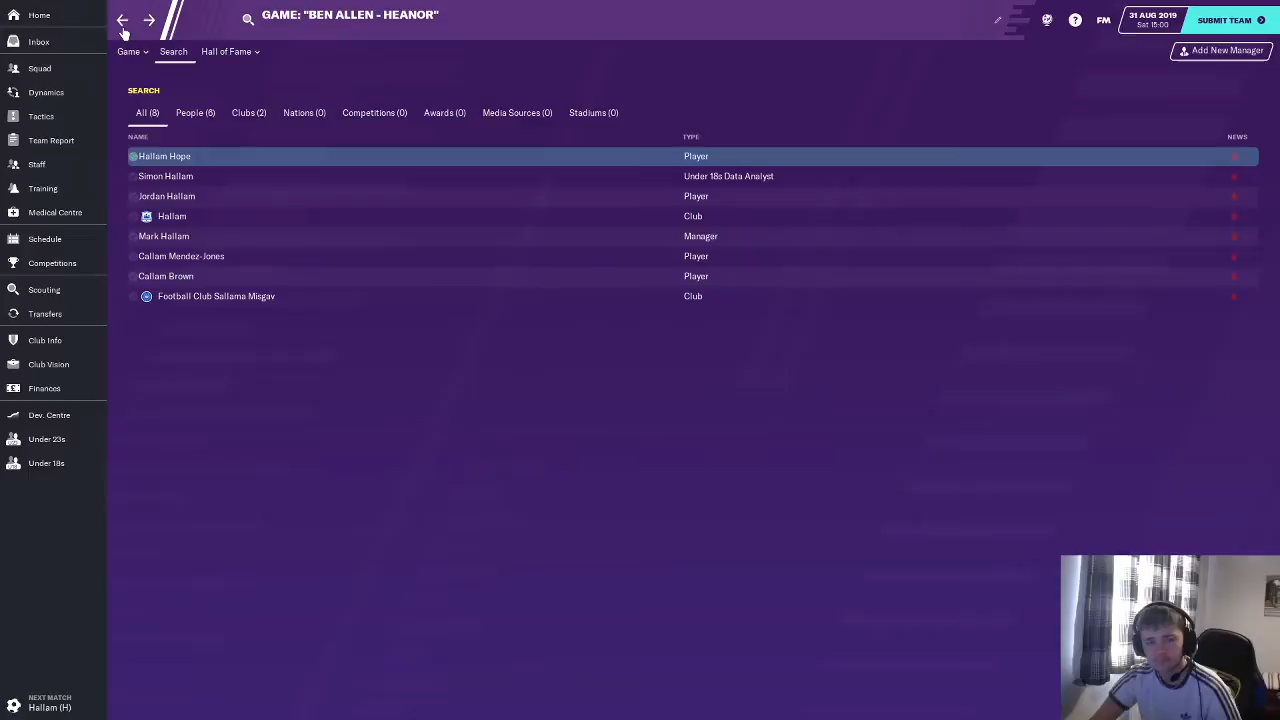 Home
GAME: "BEN ALLEN - HEANOR"
FM
31 AUG 2019
Sat 15:00
SUBMIT TEAM
Inbox
Game
Search
Hall of Fame
Add New Manager
Squad
Dynamics
Tactics
Team Report
Staff
Training
Medical Centre
Schedule
Competitions
Scouting
Transfers
Club Info
Club Vision
Finances
Dev. Centre
Under 23s
Under 18s
NEXT MATCH
Hallam (H)
SEARCH
All (8)
People (6)
Clubs (2)
Nations (0)
Competitions (0)
Awards (0)
Media Sources (0)
Stadiums (0)
NAME TYPE NEWS
Hallam Hope Player
Simon Hallam Under 18s Data Analyst
Jordan Hallam Player
Hallam Club
Mark Hallam Manager
Callam Mendez-Jones Player
Callam Brown Player
Football Club Sallama Misgav Club